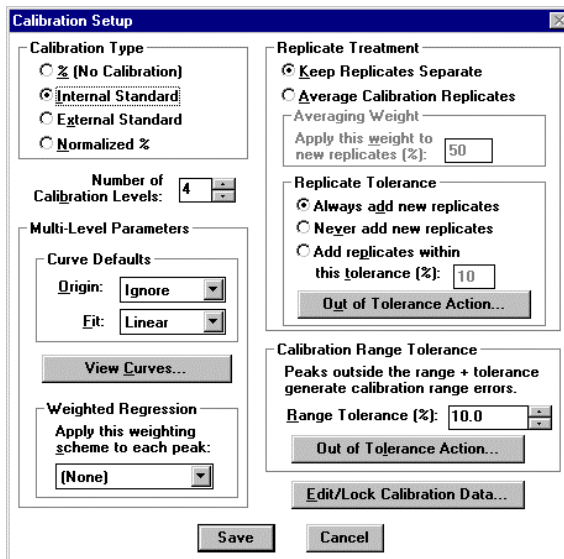 Calibration Setup
Calibration Type
% (No Calibration)
Internal Standard
External Standard
Normalized %
Number of
Calibration Levels: 4
Multi-Level Parameters
Curve Defaults
Origin: Ignore
Fit: Linear
View Curves...
Weighted Regression
Apply this weighting
scheme to each peak:
(None)
Replicate Treatment
Keep Replicates Separate
Average Calibration Replicates
Averaging Weight
Apply this weight to
new replicates (%): 50
Replicate Tolerance
Always add new replicates
Never add new replicates
Add replicates within
this tolerance (%): 10
Out of Tolerance Action...
Calibration Range Tolerance
Peaks outside the range + tolerance
generate calibration range errors.
Range Tolerance (%): 10.0
Out of Tolerance Action...
Edit/Lock Calibration Data...
Save
Cancel